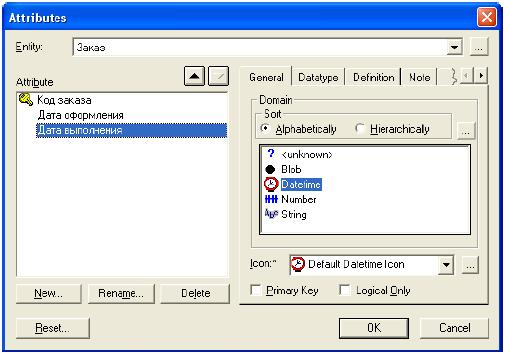 Attributes
Entity: Заказ ...
Attribute
Код заказа
Дата оформления
Дата выполнения
New... Rename... Delete
Reset...
General Datatype Definition Note
Domain
Sort
Alphabetically Hierarchically ...
? <unknown>
Blob
Datetime
Number
String
Icon:* Default Datetime Icon ...
Primary Key Logical Only
OK Cancel